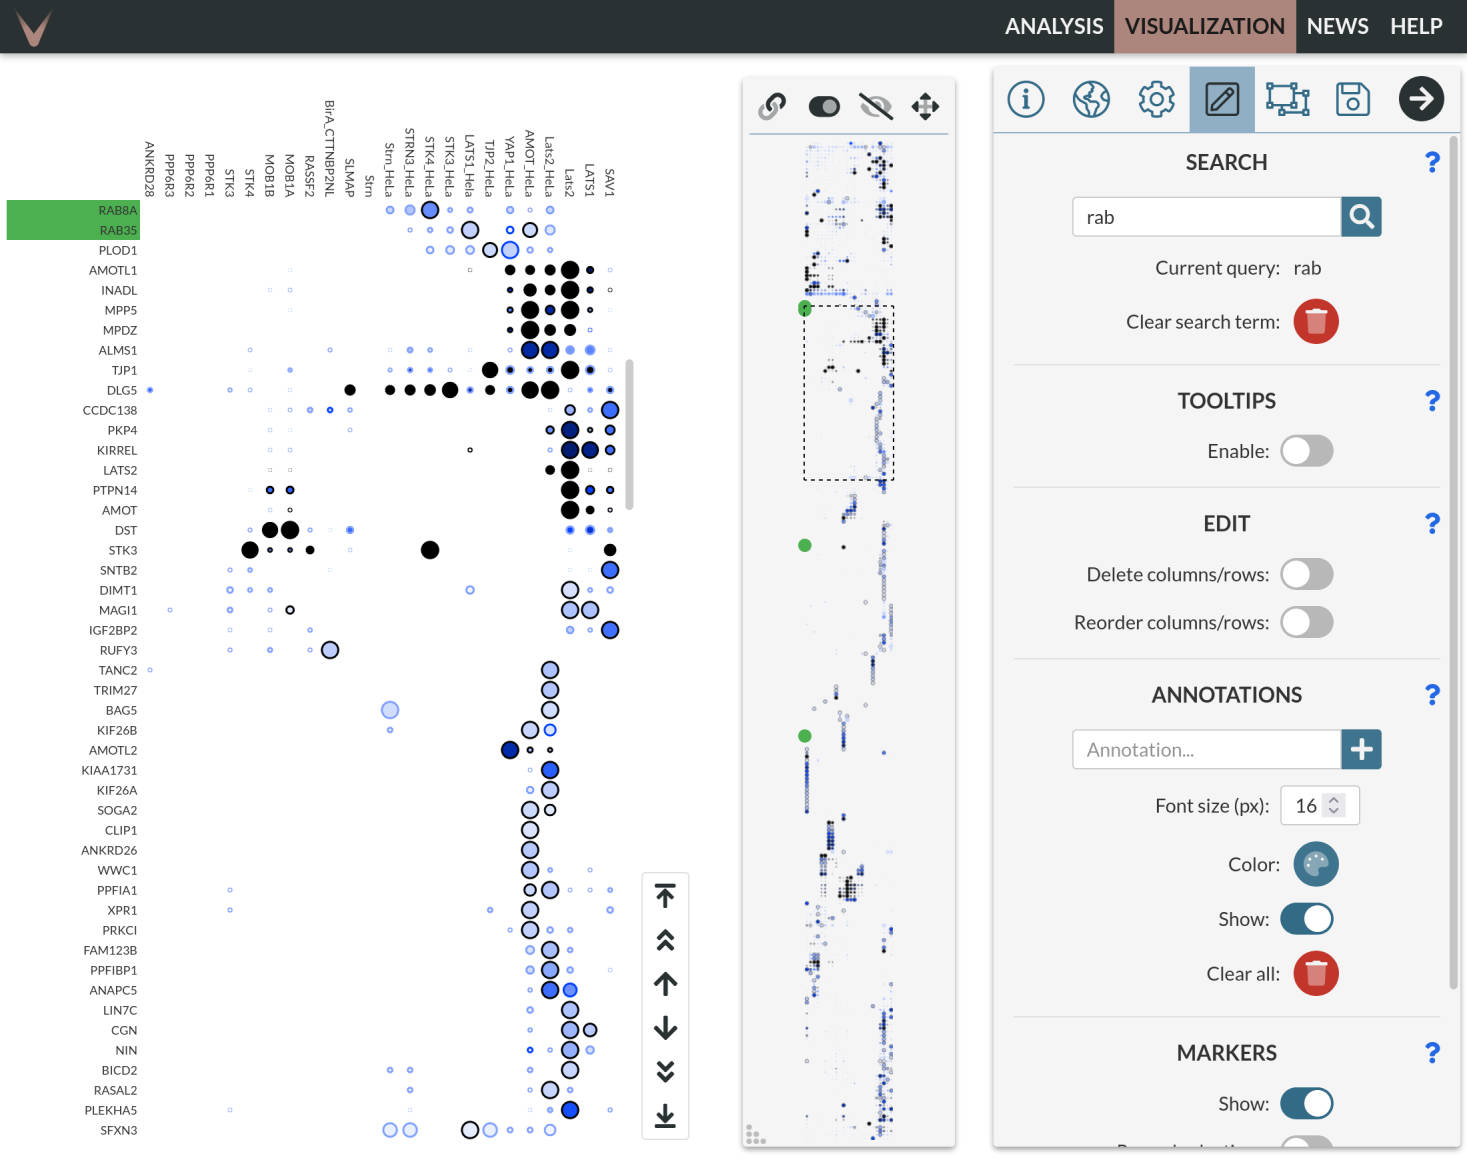 ANALYSIS VISUALIZATION NEWS HELP
ANKRD28
PPP6R3
PPP6R2
PPP6R1
STK3
STK4
MOB1B
MOB1A
RASSF2
BirA_CTTNBP2NL
SLMAP
Strn
Strn_HeLa
STRN3_HeLa
STK4_HeLa
STK3_HeLa
LATS1_Hela
TJP2_HeLa
YAP1_HeLa
AMOT_HeLa
Lats2_HeLa
Lats2
LATS1
SAV1
RAB8A
RAB35
PLOD1
AMOTL1
INADL
MPP5
MPDZ
ALMS1
TJP1
DLG5
CCDC138
PKP4
KIRREL
LATS2
PTPN14
AMOT
DST
STK3
SNTB2
DIMT1
MAGI1
IGF2BP2
RUFY3
TANC2
TRIM27
BAG5
KIF26B
AMOTL2
KIAA1731
KIF26A
SOGA2
CLIP1
ANKRD26
WWC1
PPFIA1
XPR1
PRKCI
FAM123B
PPFIBP1
ANAPC5
LIN7C
CGN
NIN
BICD2
RASAL2
PLEKHA5
SFXN3
SEARCH ?
rab
Current query: rab
Clear search term:
TOOLTIPS ?
Enable:
EDIT ?
Delete columns/rows:
Reorder columns/rows:
ANNOTATIONS ?
Annotation...
Font size (px): 16
Color:
Show:
Clear all:
MARKERS ?
Show: